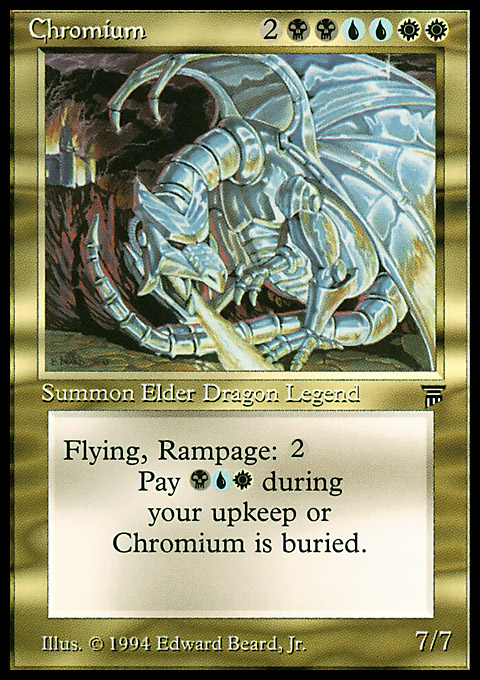 Chromium 2
Summon Elder Dragon Legend
Flying, Rampage: 2
Pay during
your upkeep or
Chromium is buried.
Illus. © 1994 Edward Beard, Jr. 7/7